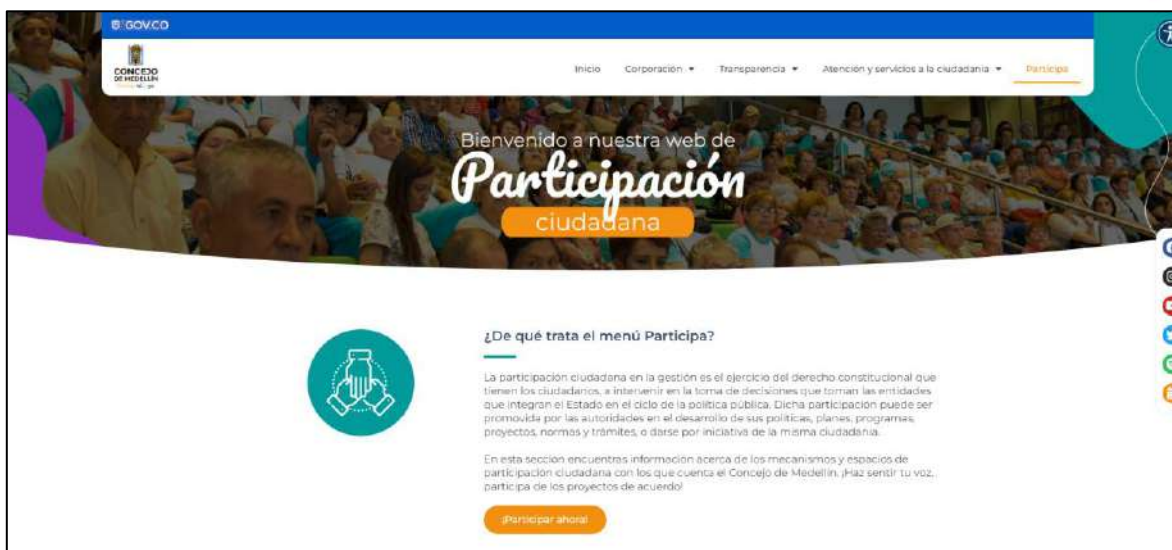 GOV.CO
CONCEJO
DE MEDELLÍN
Inicio Corporación Transparencia Atención y servicios a la ciudadanía Participa
Bienvenido a nuestra web de
Participación
ciudadana
¿De qué trata el menú Participa?
La participación ciudadana en la gestión es el ejercicio del derecho constitucional que
tienen los ciudadanos, a intervenir en la toma de decisiones que toman las entidades
que integran el Estado en el ciclo de la política pública. Dicha participación puede ser
promovida por las autoridades en el desarrollo de sus políticas, planes, programas,
proyectos, normas y trámites, o darse por iniciativa de la misma ciudadanía.
En esta sección encuentras información acerca de los mecanismos y espacios de
participación ciudadana con los que cuenta el Concejo de Medellín. ¡Haz sentir tu voz,
participa de los proyectos de acuerdo!
¡Participar ahora!